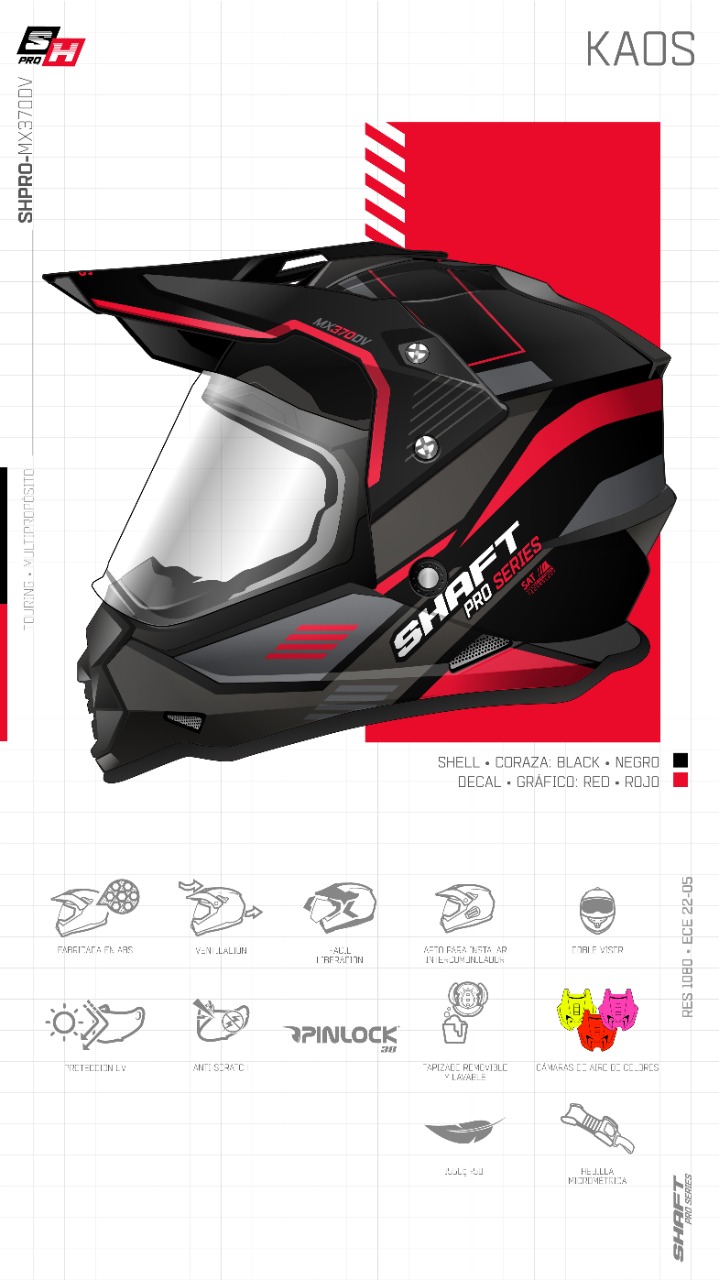 SH
PRO
KAOS
SHPRO-MX370DV
TOURING • MULTIPROPÓSITO
MX370DV
SHAFT
PRO SERIES
SHELL • CORAZA: BLACK • NEGRO
DECAL • GRÁFICO: RED • ROJO
RES 1080 • ECE 22-05
FABRICADA EN ABS
VENTILACIÓN
FÁCIL
LIBERACIÓN
APTO PARA INSTALAR
INTERCOMUNICADOR
DOBLE VISOR
PROTECCIÓN UV
ANTI SCRATCH
PINLOCK
TAPIZADO REMOVIBLE
Y LAVABLE
CÁMARAS DE AIRE DE COLORES
HEBILLA
MICROMÉTRICA
SHAFT
PRO SERIES